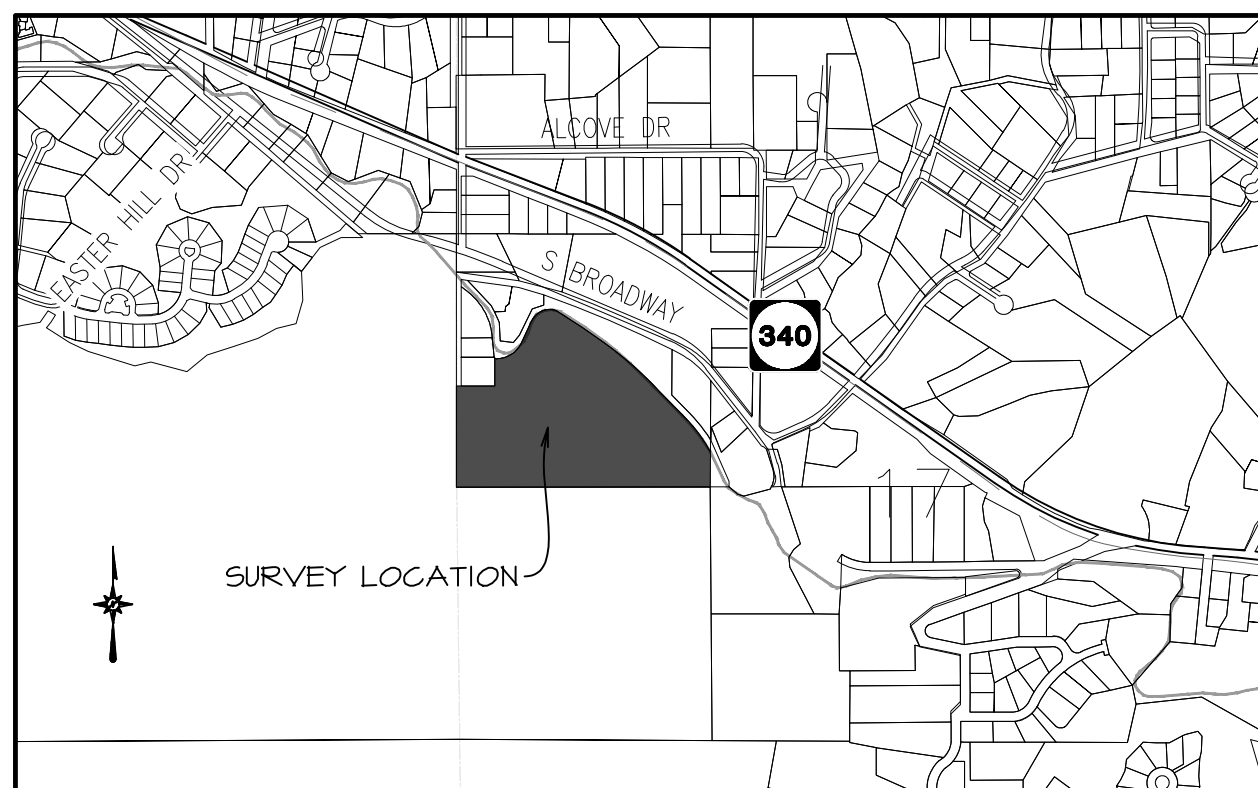 ALCOVE DR
EASTER HILL DR
S BROADWAY
340
17
SURVEY LOCATION